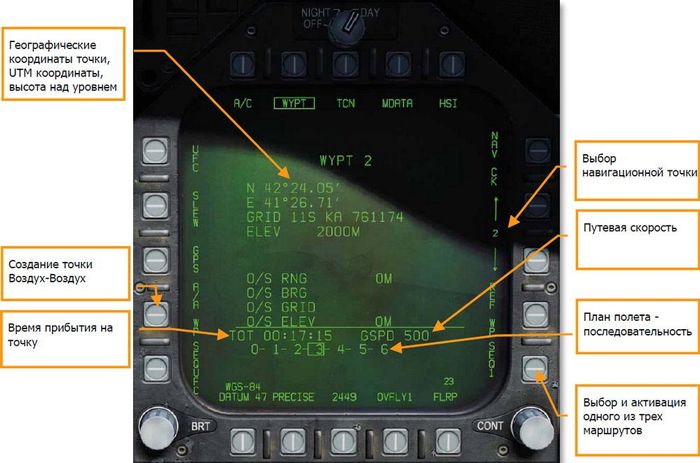 Географические
координаты точки,
UTM координаты,
высота над уровнем
NIGHT DAY
OFF
A/C WYPT TCN MDATA HSI
WYPT 2
N 42°24.05'
E 41°26.71'
GRID 11S KA 761174
ELEV 2000M
O/S RNG 0M
O/S BRG
O/S GRID
O/S ELEV 0M
TOT 00:17:15 GSPD 500
0- 1- 2- 3- 4- 5- 6
UFC
SLEW
GPS
A/A WP
SEQUFC
NAV CK
2
REF WP
SEQ1
Выбор
навигационной точки
Путевая скорость
Создание точки
Воздух-Воздух
Время прибытия на
точку
План полета -
последовательность
Выбор и активация
одного из трех
маршрутов
WGS-84
DATUM 47 PRECISE 2449 OVFLY1 FLRP
23
BRT CONT